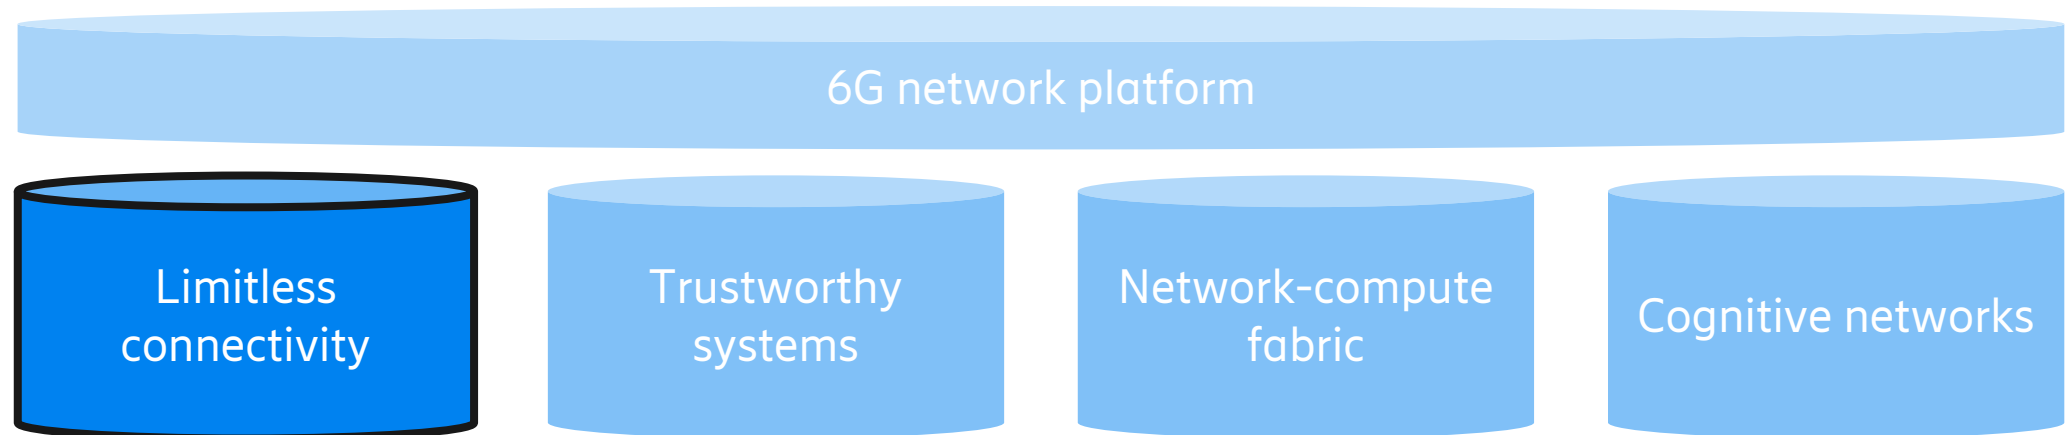 6G network platform
Limitless
connectivity
Trustworthy
systems
Network-compute
fabric
Cognitive networks